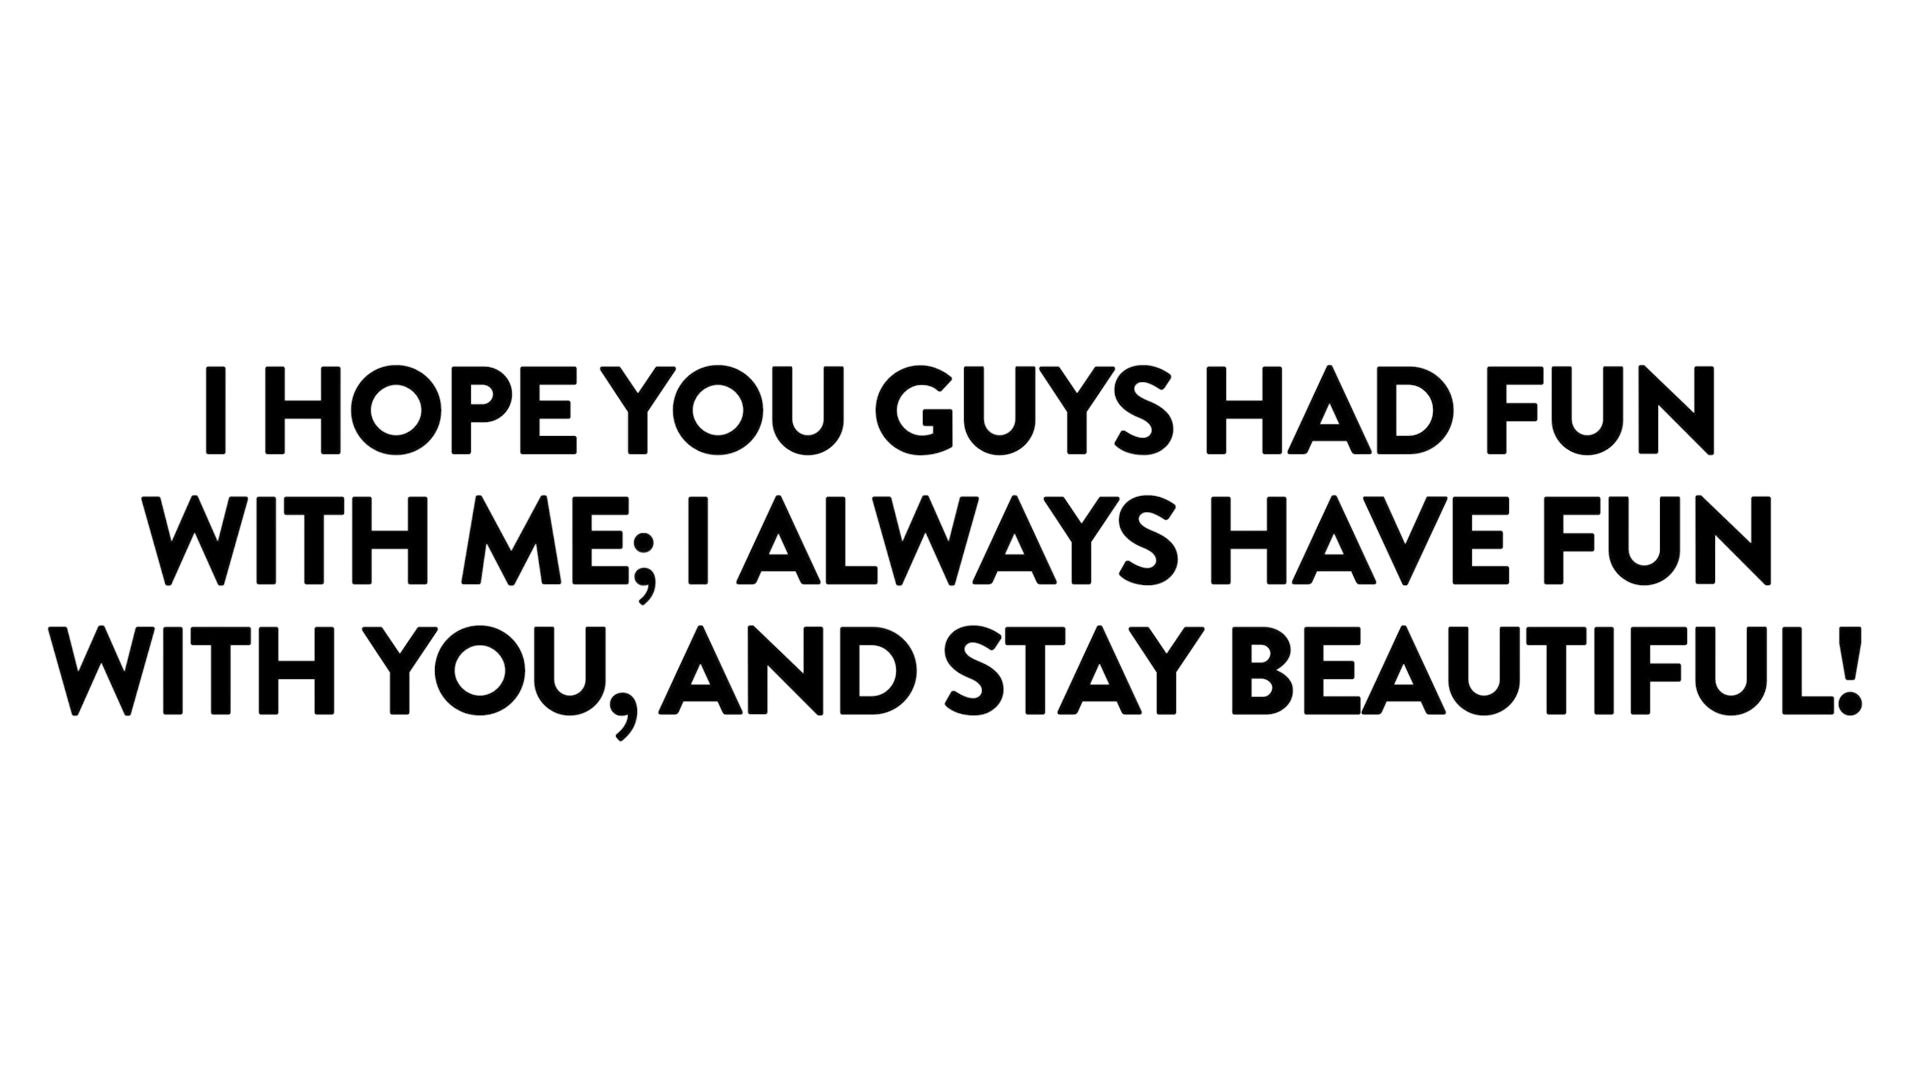 I HOPE YOU GUYS HAD FUN
WITH ME; I ALWAYS HAVE FUN
WITH YOU, AND STAY BEAUTIFUL!